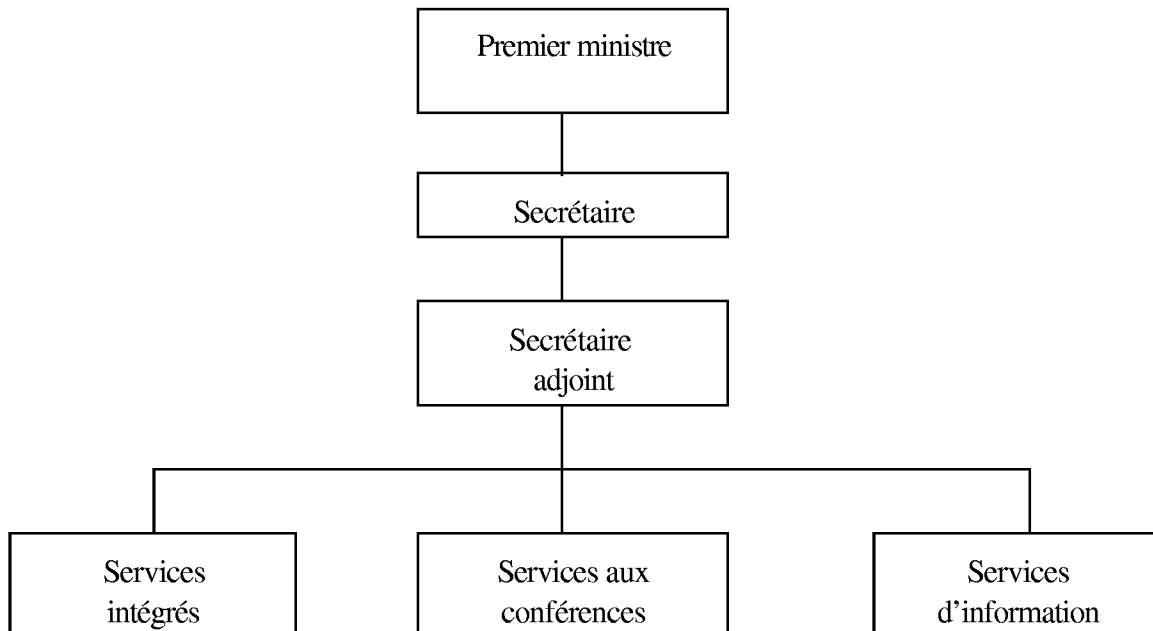 Premier ministre
Secrétaire
Secrétaire
adjoint
Services
intégrés
Services aux
conférences
Services
d’information